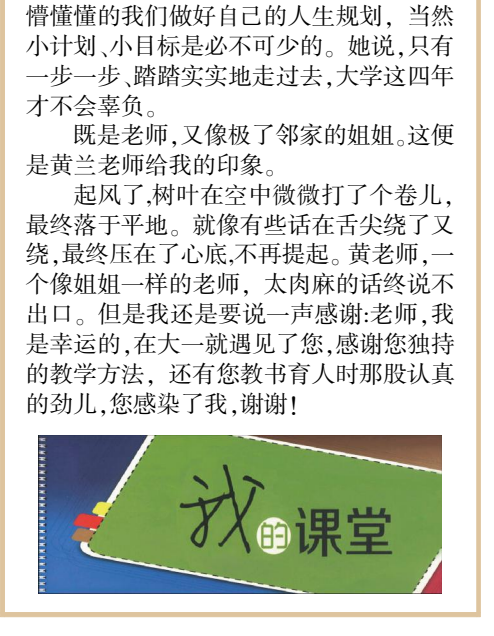 懵懂懂的我们做好自己的人生规划，当然
小计划、小目标是必不可少的。她说，只有
一步一步、踏踏实实地走过去，大学这四年
才不会辜负。
既是老师，又像极了邻家的姐姐。这便
是黄兰老师给我的印象。
起风了，树叶在空中微微打了个卷儿，
最终落于平地。就像有些话在舌尖绕了又
绕，最终压在了心底，不再提起。黄老师，一
个像姐姐一样的老师，太肉麻的话终说不
出口。但是我还是要说一声感谢：老师，我
是幸运的，在大一就遇见了您，感谢您独持
的教学方法，还有您教书育人时那股认真
的劲儿，您感染了我，谢谢！
我的课堂